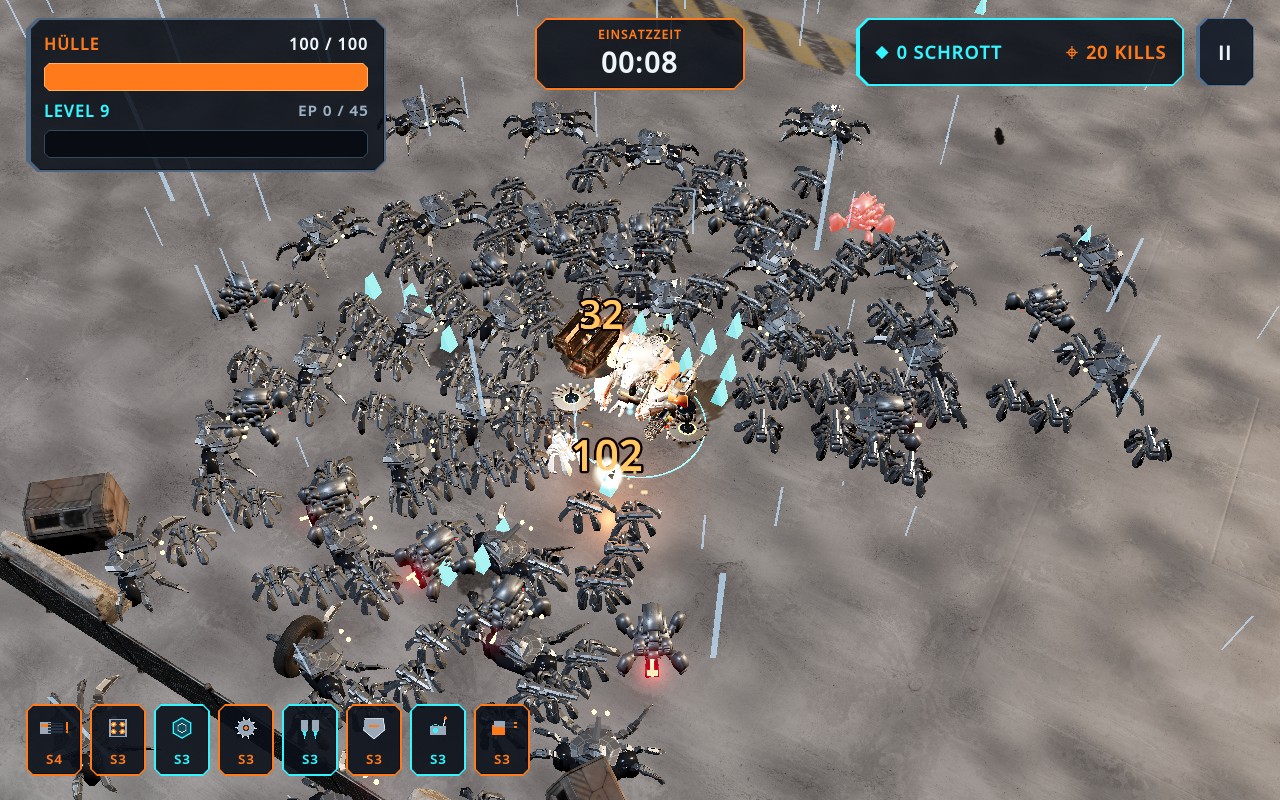 HÜLLE 100 / 100
LEVEL 9 EP 0 / 45
EINSATZZEIT
00:08
0 SCHROTT 20 KILLS
32
102
S4 S3 S3 S3 S3 S3 S3 S3